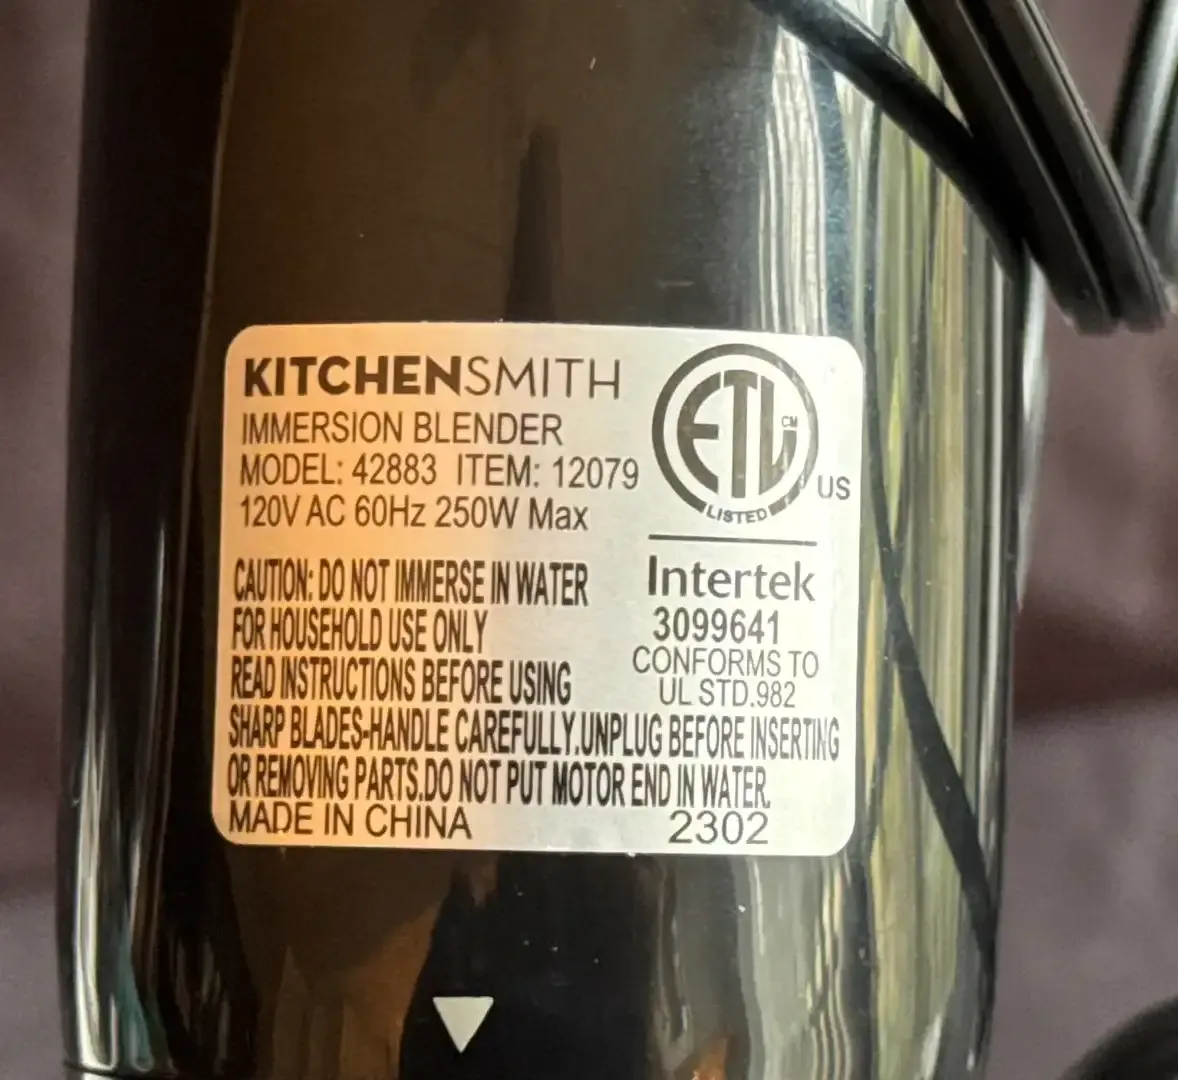 KITCHENSMITH
IMMERSION BLENDER
MODEL: 42883 ITEM: 12079
120V AC 60Hz 250W Max
ETL CM
LISTED
US
Intertek
3099641
CONFORMS TO
UL STD.982
CAUTION: DO NOT IMMERSE IN WATER
FOR HOUSEHOLD USE ONLY
READ INSTRUCTIONS BEFORE USING
SHARP BLADES-HANDLE CAREFULLY.UNPLUG BEFORE INSERTING
OR REMOVING PARTS.DO NOT PUT MOTOR END IN WATER.
MADE IN CHINA 2302